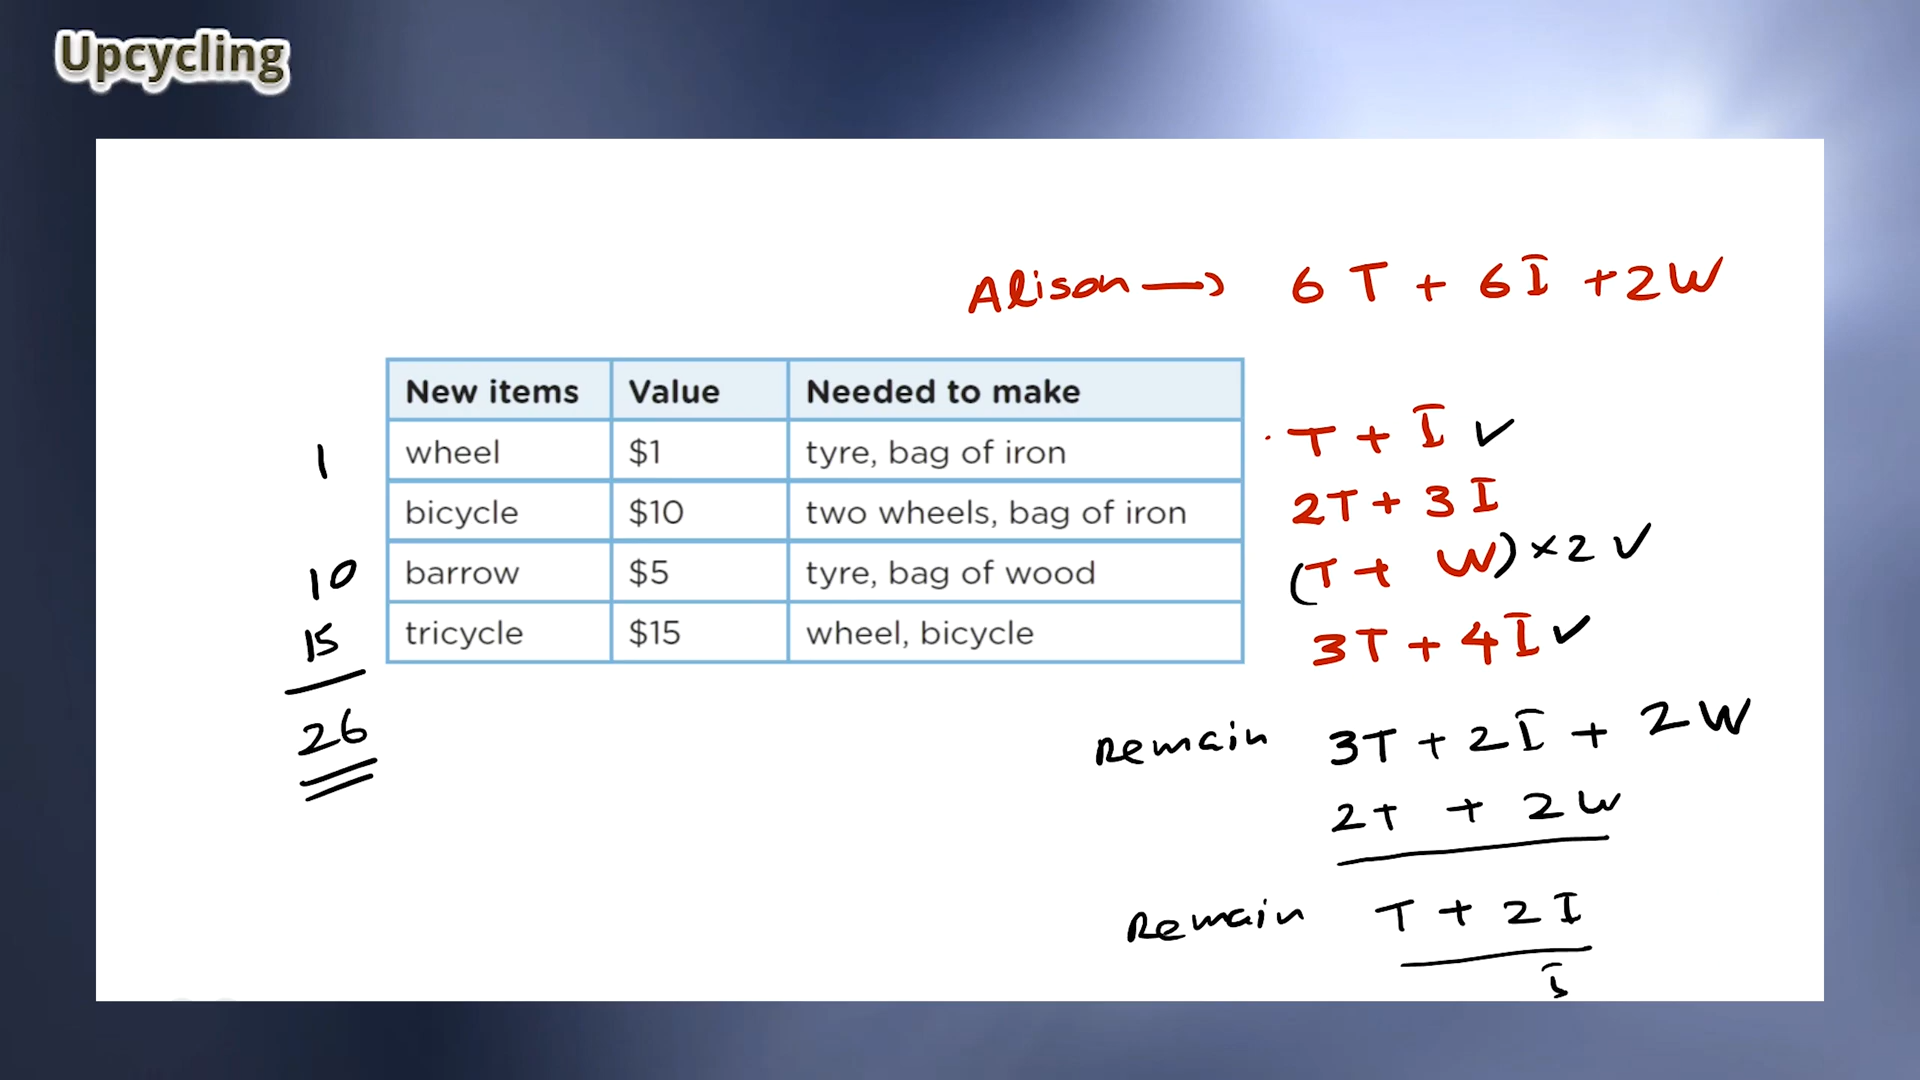 Upcycling
Alison → 6T + 6I + 2W
New items Value Needed to make
1 wheel $1 tyre, bag of iron T + I ✓
bicycle $10 two wheels, bag of iron 2T + 3I
10 barrow $5 tyre, bag of wood (T + W) × 2 ✓
15 tricycle $15 wheel, bicycle 3T + 4I ✓
26
Remain 3T + 2I + 2W
2T + 2W
Remain T + 2I
I